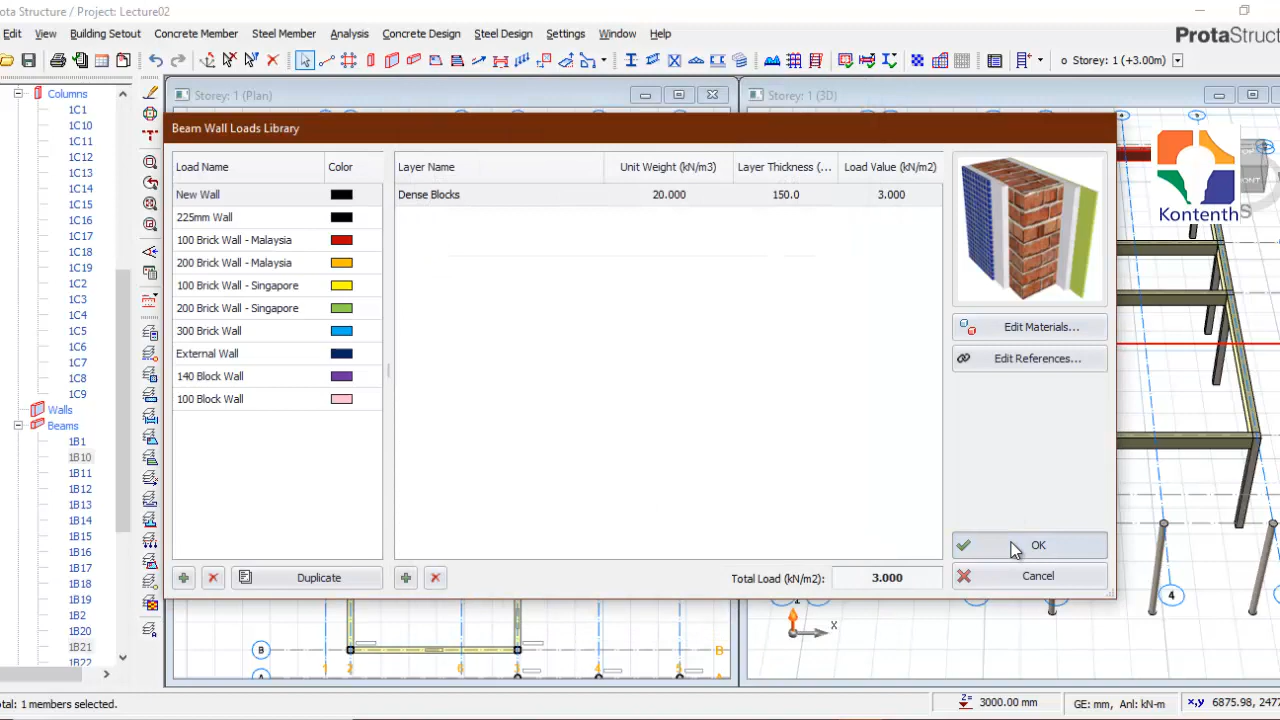 ota Structure / Project: Lecture02
Edit View Building Setout Concrete Member Steel Member Analysis Concrete Design Steel Design Settings Window Help
ProtaStruct
o Storey: 1 (+3.00m)
Columns
1C1
1C10
1C11
1C12
1C13
1C14
1C15
1C16
1C17
1C18
1C19
1C2
1C3
1C4
1C5
1C6
1C7
1C8
1C9
Walls
Beams
1B1
1B10
1B11
1B12
1B13
1B14
1B15
1B16
1B17
1B18
1B19
1B2
1B20
1B21
1B22
Storey: 1 (Plan)
Storey: 1 (3D)
Beam Wall Loads Library
Load Name Color
New Wall
225mm Wall
100 Brick Wall - Malaysia
200 Brick Wall - Malaysia
100 Brick Wall - Singapore
200 Brick Wall - Singapore
300 Brick Wall
External Wall
140 Block Wall
100 Block Wall
Duplicate
Layer Name Unit Weight (kN/m3) Layer Thickness (... Load Value (kN/m2)
Dense Blocks 20.000 150.0 3.000
Total Load (kN/m2): 3.000
Edit Materials...
Edit References...
OK
Cancel
Kontenth
RONT
S
B
B
4
X
otal: 1 members selected.
Z= 3000.00 mm
GE: mm, Anl: kN-m
x,y 6875.98, 2477